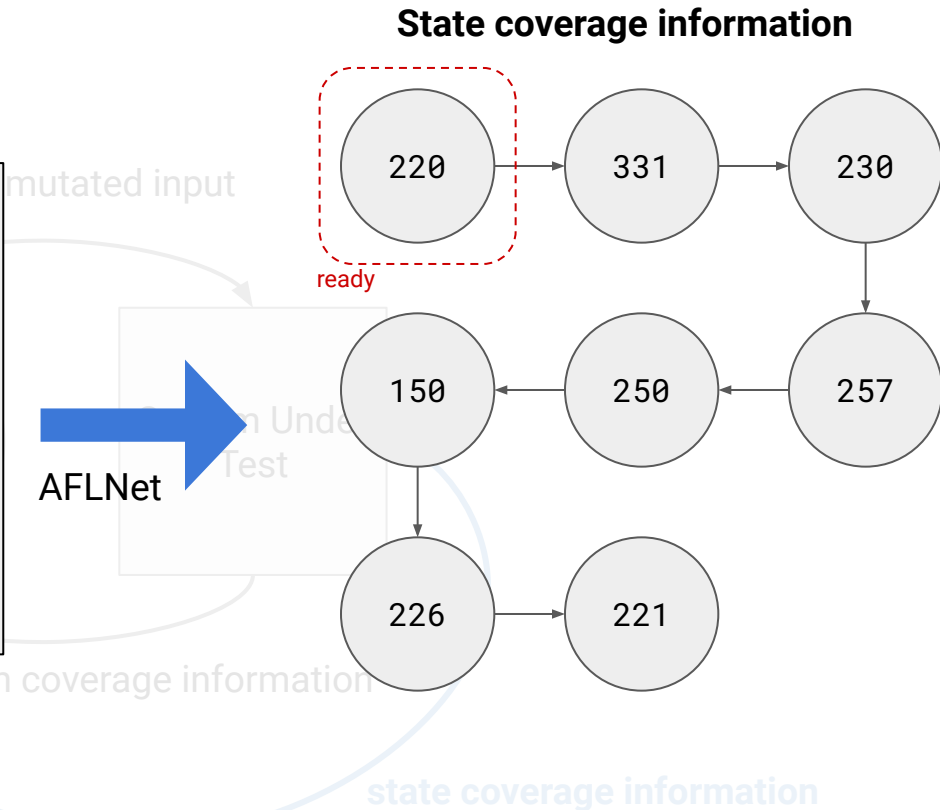 State coverage information
220
331
230
mutated input
ready
150
250
257
m Unde
Test
AFLNet
226
221
coverage information
state coverage information